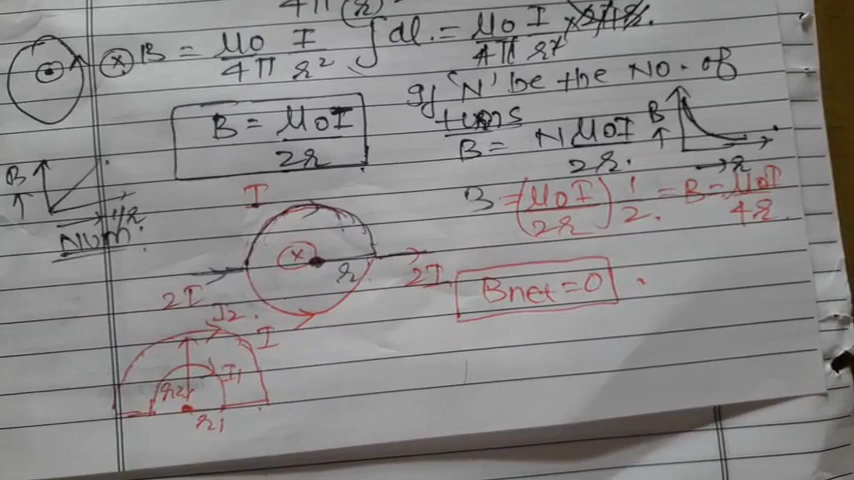 4π (r)²
B = μ0 I / 4π r² ∫dl = μ0 I / 4π r² × 2πr.
If 'N' be the No. of
turns
B = μ0I / 2r
B = N μ0I / 2r.
B ↑ → r
B ↑ → 1/r
Num:
I
B = (μ0I / 2r) 1/2. = B = μ0I / 4r.
(x) r
2I 2I
Bnet = 0.
I
I2
r2 I1
r1